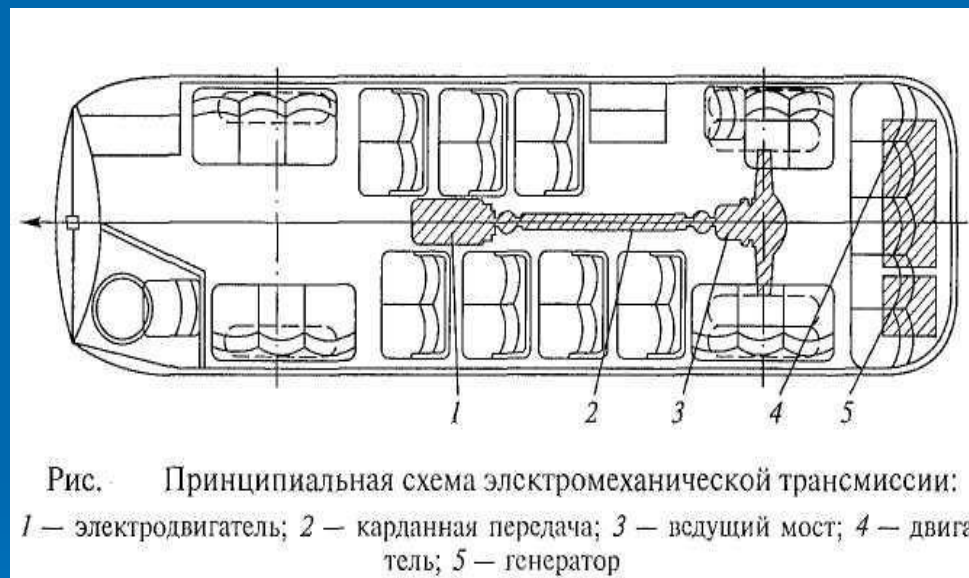 1 2 3 4 5
Рис. Принципиальная схема электромеханической трансмиссии:
1 — электродвигатель; 2 — карданная передача; 3 — ведущий мост; 4 — двига
тель; 5 — генератор